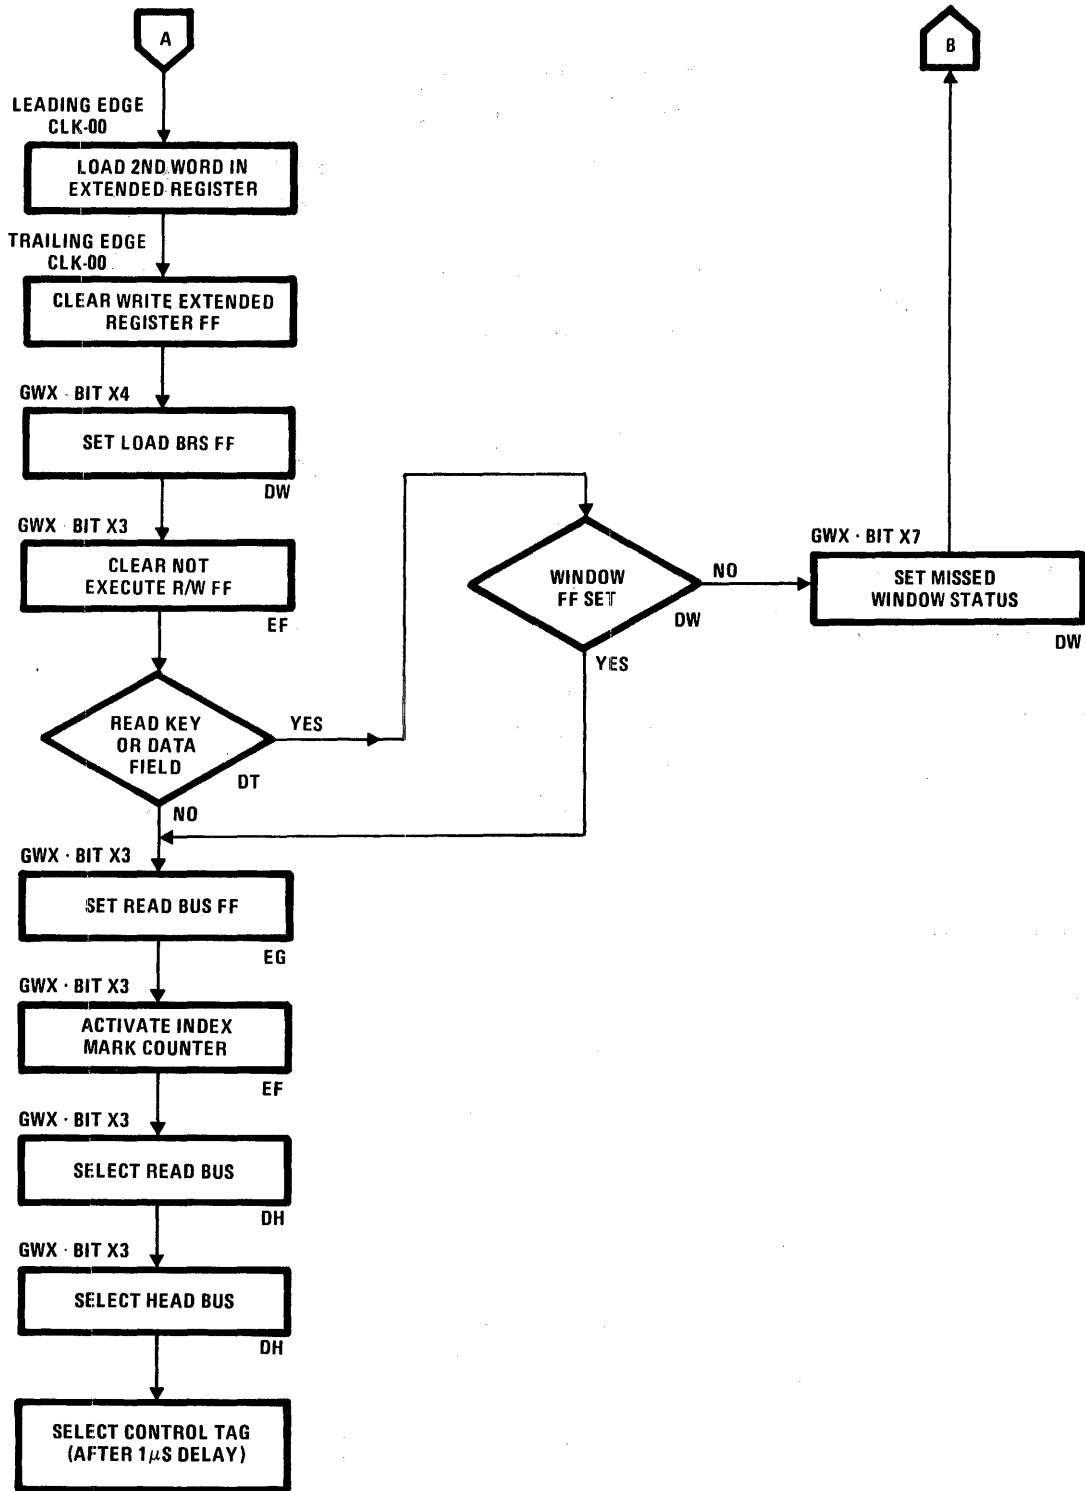 A
B
LEADING EDGE
CLK-00
LOAD 2ND WORD IN
EXTENDED REGISTER
TRAILING EDGE
CLK-00
CLEAR WRITE EXTENDED
REGISTER FF
GWX · BIT X4
SET LOAD BRS FF
DW
GWX · BIT X3
CLEAR NOT
EXECUTE R/W FF
EF
READ KEY
OR DATA
FIELD
DT
YES
NO
WINDOW
FF SET
DW
NO
YES
GWX · BIT X7
SET MISSED
WINDOW STATUS
DW
GWX · BIT X3
SET READ BUS FF
EG
GWX · BIT X3
ACTIVATE INDEX
MARK COUNTER
EF
GWX · BIT X3
SELECT READ BUS
DH
GWX · BIT X3
SELECT HEAD BUS
DH
SELECT CONTROL TAG
(AFTER 1μS DELAY)